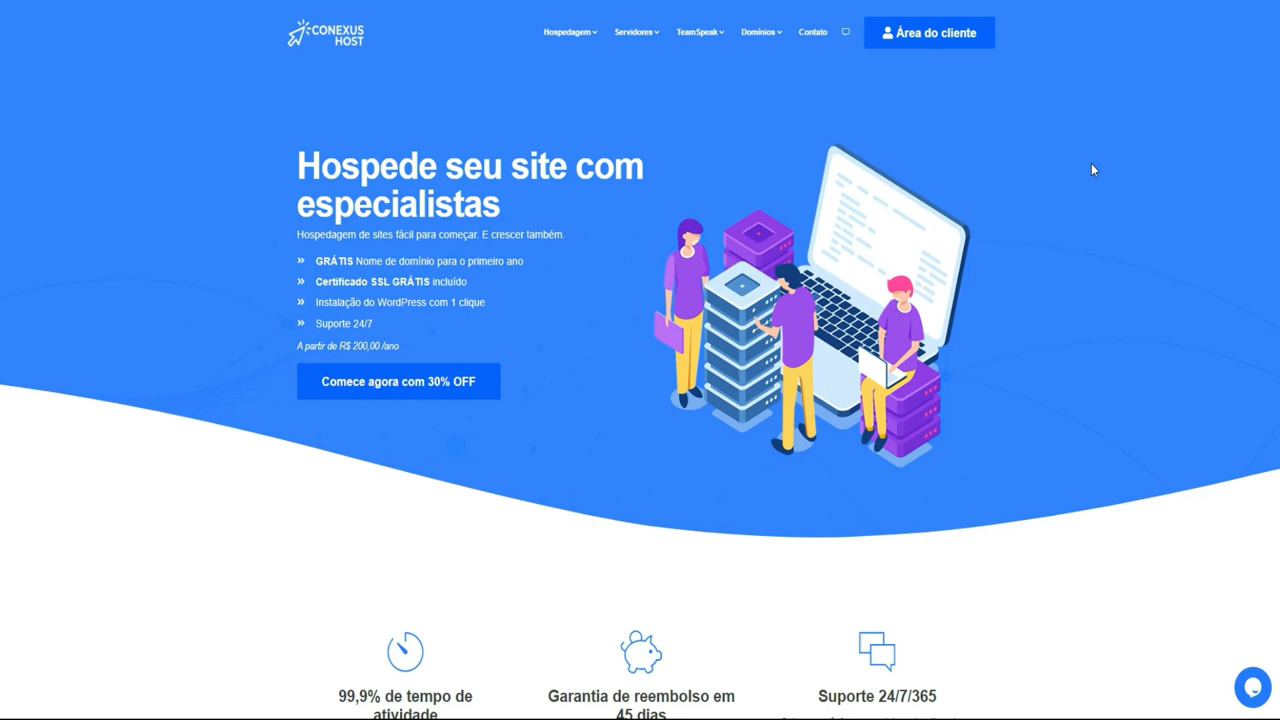 CONEXUS
HOST
Hospedagem
Servidores
TeamSpeak
Domínios
Contato
Área do cliente
Hospede seu site com
especialistas
Hospedagem de sites fácil para começar. E crescer também.
» GRÁTIS Nome de domínio para o primeiro ano
» Certificado SSL GRÁTIS incluído
» Instalação do WordPress com 1 clique
» Suporte 24/7
A partir de R$ 200,00 /ano
Comece agora com 30% OFF
99,9% de tempo de
atividade
Garantia de reembolso em
45 dias
Suporte 24/7/365